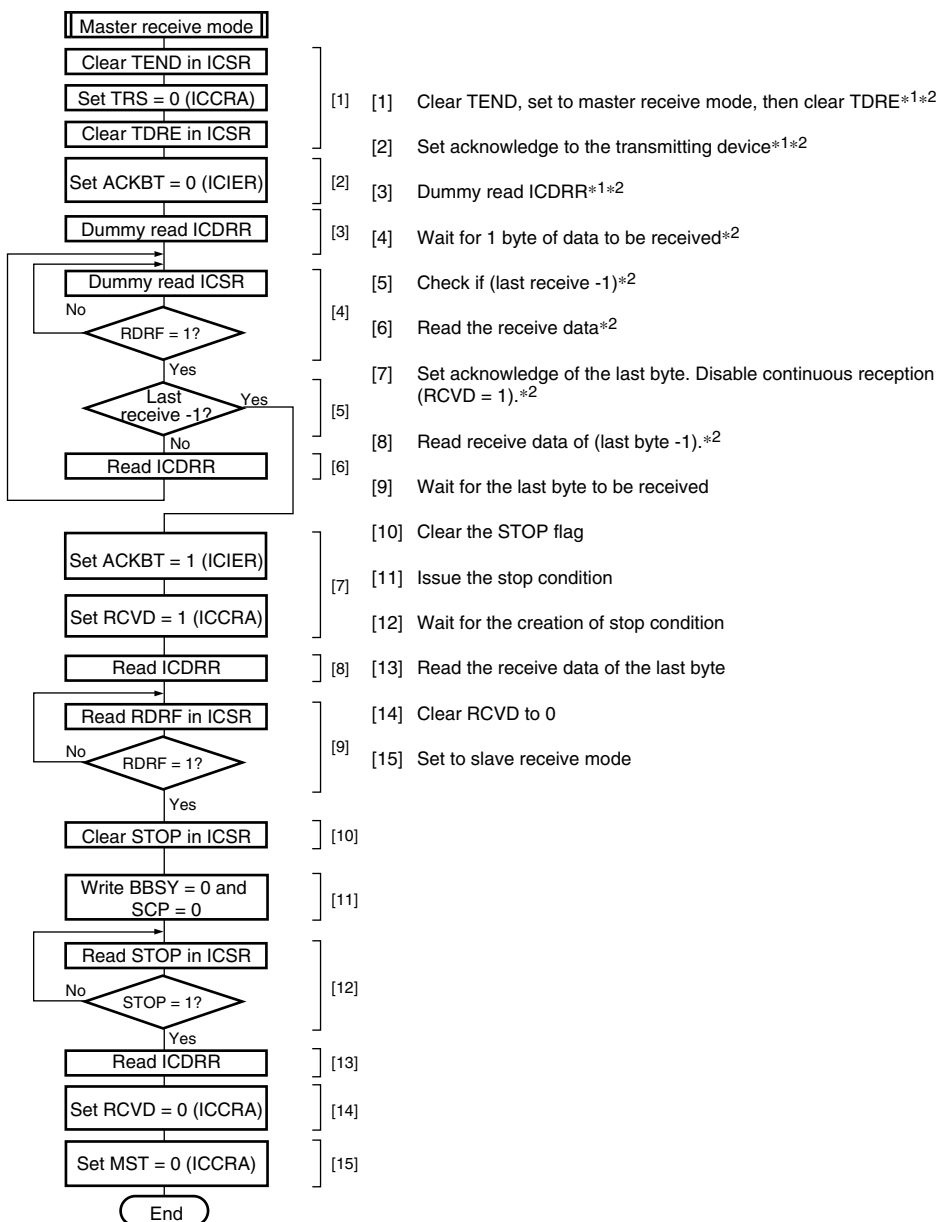 Master receive mode
Clear TEND in ICSR
Set TRS = 0 (ICCRA)
Clear TDRE in ICSR
[1]
Set ACKBT = 0 (ICIER)
[2]
Dummy read ICDRR
[3]
Dummy read ICSR
No
RDRF = 1?
[4]
Yes
Last
receive -1?
Yes
[5]
No
Read ICDRR
[6]
Set ACKBT = 1 (ICIER)
Set RCVD = 1 (ICCRA)
[7]
Read ICDRR
[8]
Read RDRF in ICSR
No
RDRF = 1?
[9]
Yes
Clear STOP in ICSR
[10]
Write BBSY = 0 and
SCP = 0
[11]
Read STOP in ICSR
No
STOP = 1?
[12]
Yes
Read ICDRR
[13]
Set RCVD = 0 (ICCRA)
[14]
Set MST = 0 (ICCRA)
[15]
End
[1] Clear TEND, set to master receive mode, then clear TDRE*1*2
[2] Set acknowledge to the transmitting device*1*2
[3] Dummy read ICDRR*1*2
[4] Wait for 1 byte of data to be received*2
[5] Check if (last receive -1)*2
[6] Read the receive data*2
[7] Set acknowledge of the last byte. Disable continuous reception
(RCVD = 1).*2
[8] Read receive data of (last byte -1).*2
[9] Wait for the last byte to be received
[10] Clear the STOP flag
[11] Issue the stop condition
[12] Wait for the creation of stop condition
[13] Read the receive data of the last byte
[14] Clear RCVD to 0
[15] Set to slave receive mode